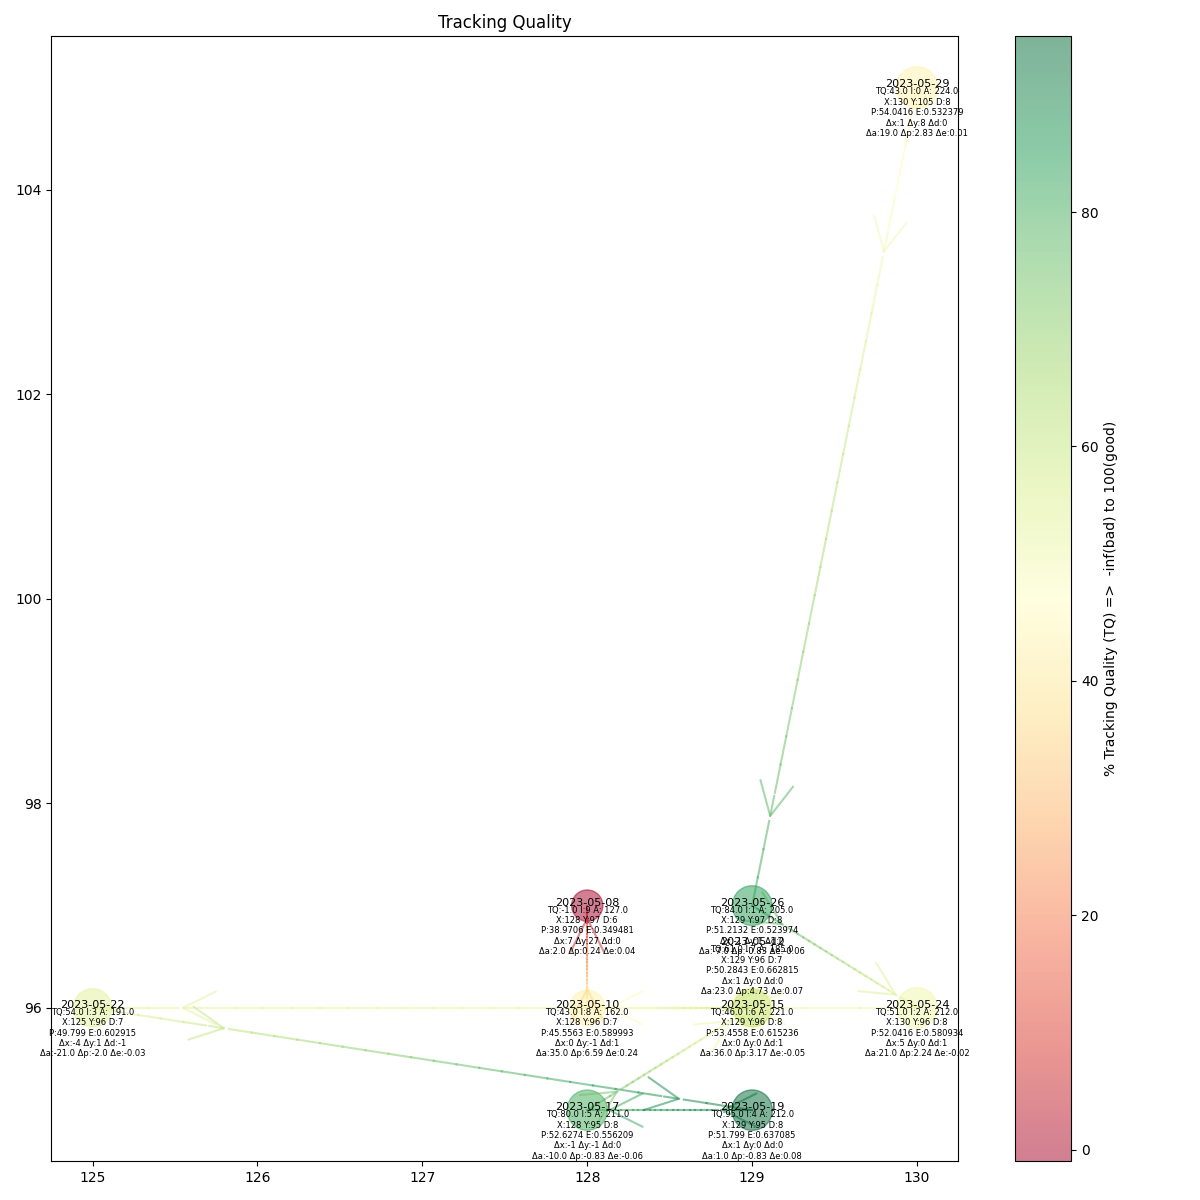 Tracking Quality
2023-05-29
TQ:43.0 I:0 A: 224.0
X:130 Y:105 D:8
P:54.0416 E:0.532379
Δx:1 Δy:8 Δd:0
Δa:19.0 Δp:2.83 Δe:0.01
104
102
100
98
96
2023-05-08
TQ:-1.0 I:9 A: 127.0
X:128 Y:97 D:6
P:38.9706 E:0.349481
Δx:7 Δy:27 Δd:0
Δa:2.0 Δp:0.24 Δe:0.04
2023-05-26
TQ:84.0 I:1 A: 205.0
X:129 Y:97 D:8
P:51.2132 E:0.523974
Δa:-7.0 Δp:-0.83 Δe:-0.06
X:129 Y:96 D:7
P:50.2843 E:0.662815
Δx:1 Δy:0 Δd:0
Δa:23.0 Δp:4.73 Δe:0.07
2023-05-22
TQ:54.0 I:3 A: 191.0
X:125 Y:96 D:7
P:49.799 E:0.602915
Δx:-4 Δy:1 Δd:-1
Δa:-21.0 Δp:-2.0 Δe:-0.03
2023-05-10
TQ:43.0 I:8 A: 162.0
X:128 Y:96 D:7
P:45.5563 E:0.589993
Δx:0 Δy:-1 Δd:1
Δa:35.0 Δp:6.59 Δe:0.24
2023-05-15
TQ:46.0 I:6 A: 221.0
X:129 Y:96 D:8
P:53.4558 E:0.615236
Δx:0 Δy:0 Δd:1
Δa:36.0 Δp:3.17 Δe:-0.05
2023-05-24
TQ:51.0 I:2 A: 212.0
X:130 Y:96 D:8
P:52.0416 E:0.580934
Δx:5 Δy:0 Δd:1
Δa:21.0 Δp:2.24 Δe:-0.02
2023-05-17
TQ:80.0 I:5 A: 211.0
X:128 Y:95 D:8
P:52.6274 E:0.556209
Δx:-1 Δy:-1 Δd:0
Δa:-10.0 Δp:-0.83 Δe:-0.06
2023-05-19
TQ:95.0 I:4 A: 212.0
X:129 Y:95 D:8
P:51.799 E:0.637085
Δx:1 Δy:0 Δd:0
Δa:1.0 Δp:-0.83 Δe:0.08
125
126
127
128
129
130
80
60
40
20
0
% Tracking Quality (TQ) =>  -inf(bad) to 100(good)